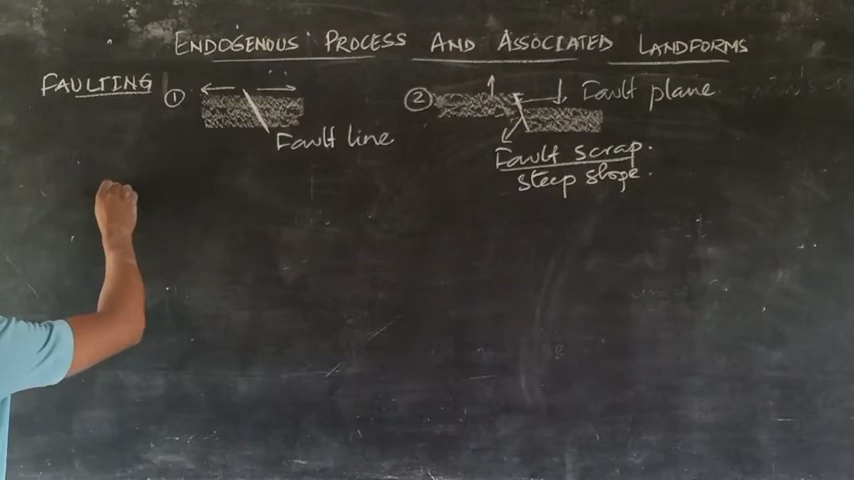 ENDOGENOUS PROCESS AND ASSOCIATED LANDFORMS
FAULTING
1
Fault line
2
Fault plane
Fault scrap.
steep slope.